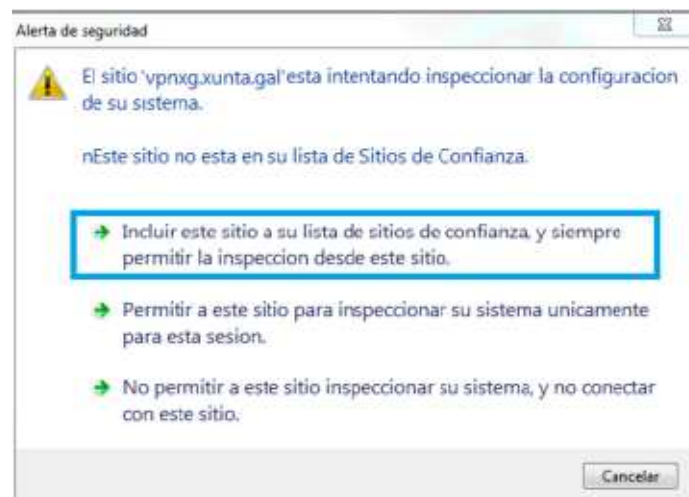 Alerta de seguridad
El sitio 'vpnxg.xunta.gal'esta intentando inspeccionar la configuracion
de su sistema.
nEste sitio no esta en su lista de Sitios de Confianza.
Incluir este sitio a su lista de sitios de confianza, y siempre
permitir la inspeccion desde este sitio.
Permitir a este sitio para inspeccionar su sistema unicamente
para esta sesion.
No permitir a este sitio inspeccionar su sistema, y no conectar
con este sitio.
Cancelar